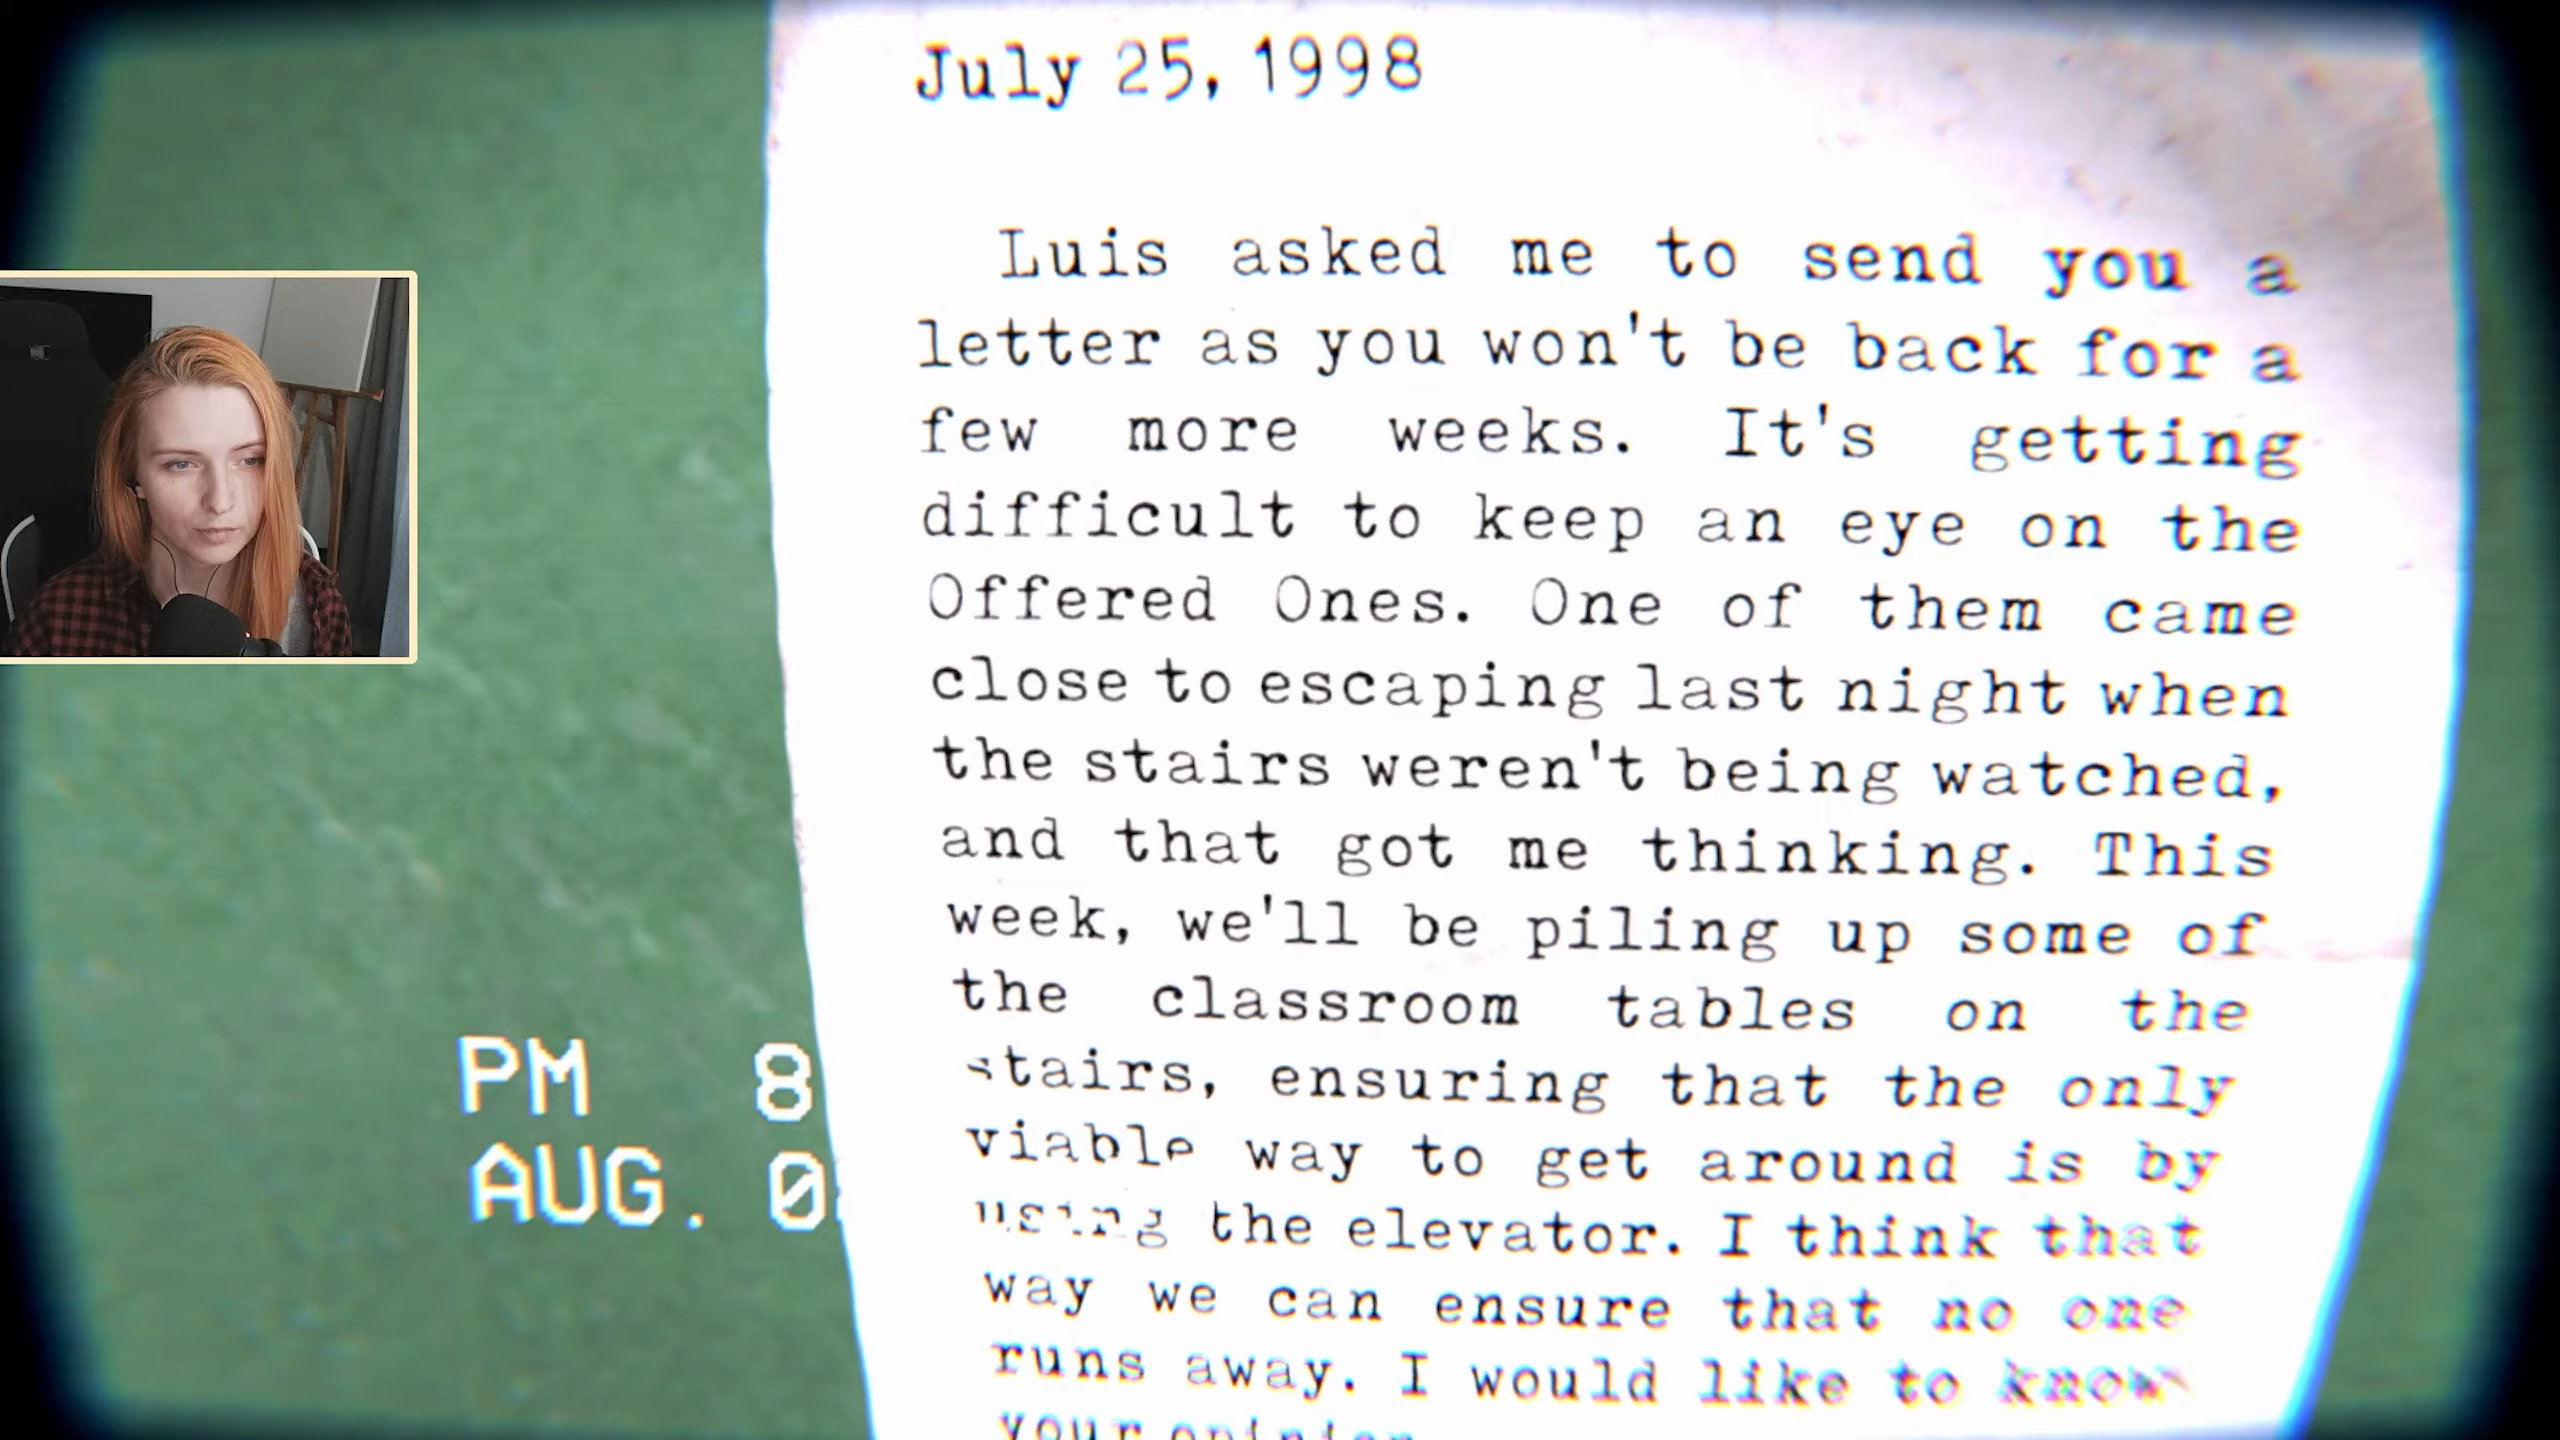 July 25, 1998
Luis asked me to send you a
letter as you won't be back for a
few more weeks. It's getting
difficult to keep an eye on the
Offered Ones. One of them came
close to escaping last night when
the stairs weren't being watched,
and that got me thinking. This
week, we'll be piling up some of
the classroom tables on the
stairs, ensuring that the only
viable way to get around is by
using the elevator. I think that
way we can ensure that no one
runs away. I would like to know
your opinion
PM 8
AUG. 0